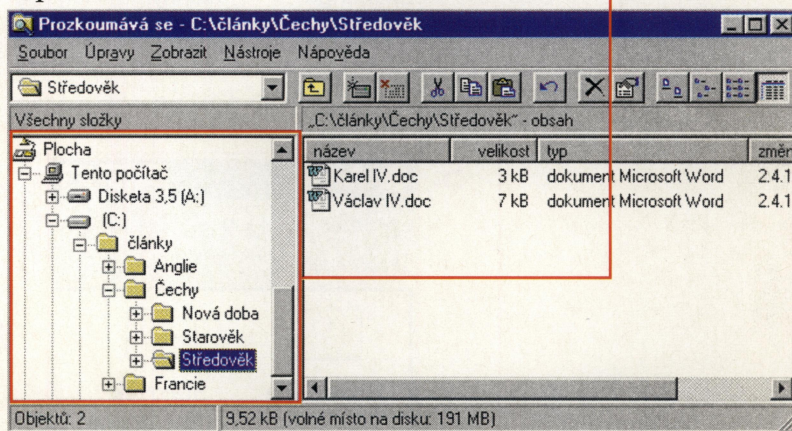 Prozkoumává se - C:\články\Čechy\Středověk
Soubor Úpravy Zobrazit Nástroje Nápověda
Středověk
Všechny složky
„C:\články\Čechy\Středověk“ - obsah
Plocha
Tento počítač
Disketa 3,5 (A:)
(C:)
články
Anglie
Čechy
Nová doba
Starověk
Středověk
Francie
název velikost typ změn
Karel IV.doc 3 kB dokument Microsoft Word 2.4.1
Václav IV.doc 7 kB dokument Microsoft Word 2.4.1
Objektů: 2 9,52 kB (volné místo na disku: 191 MB)